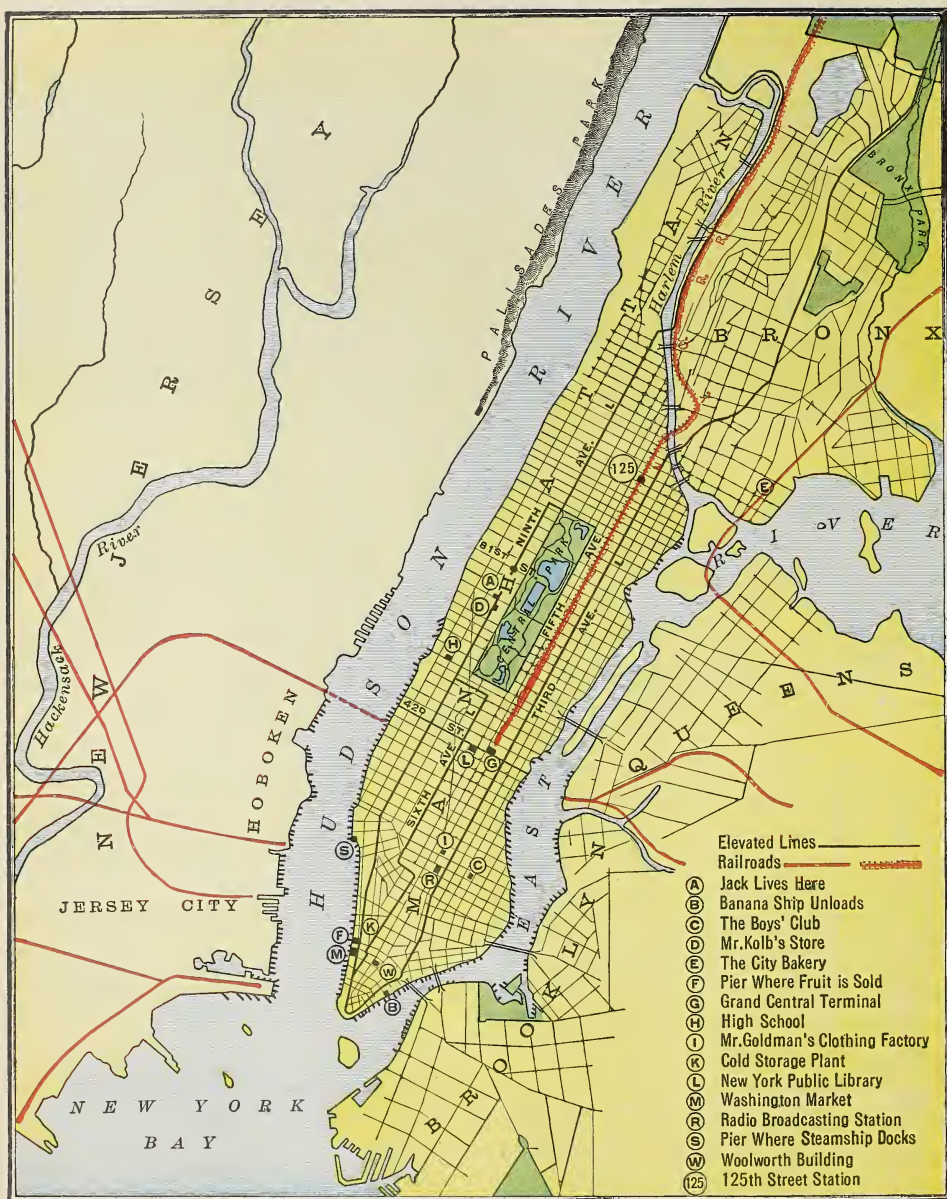 NEW JERSEY
PALISADES PARK
HUDSON RIVER
MANHATTAN
Harlem River
BRONX PARK
BRONX
R. R.
NINTH AVE.
L
125
E
81ST. ST.
A
D
CENTRAL PARK
FIFTH AVE.
THIRD AVE.
L
H
EAST RIVER
QUEENS
Hackensack River
HOBOKEN
42D ST.
L
L
G
SIXTH AVE.
S
I
R
C
JERSEY CITY
K
F
M
W
B
BROOKLYN
NEW YORK
BAY
Elevated Lines
Railroads
A Jack Lives Here
B Banana Ship Unloads
C The Boys' Club
D Mr.Kolb's Store
E The City Bakery
F Pier Where Fruit is Sold
G Grand Central Terminal
H High School
I Mr.Goldman's Clothing Factory
K Cold Storage Plant
L New York Public Library
M Washington Market
R Radio Broadcasting Station
S Pier Where Steamship Docks
W Woolworth Building
125 125th Street Station